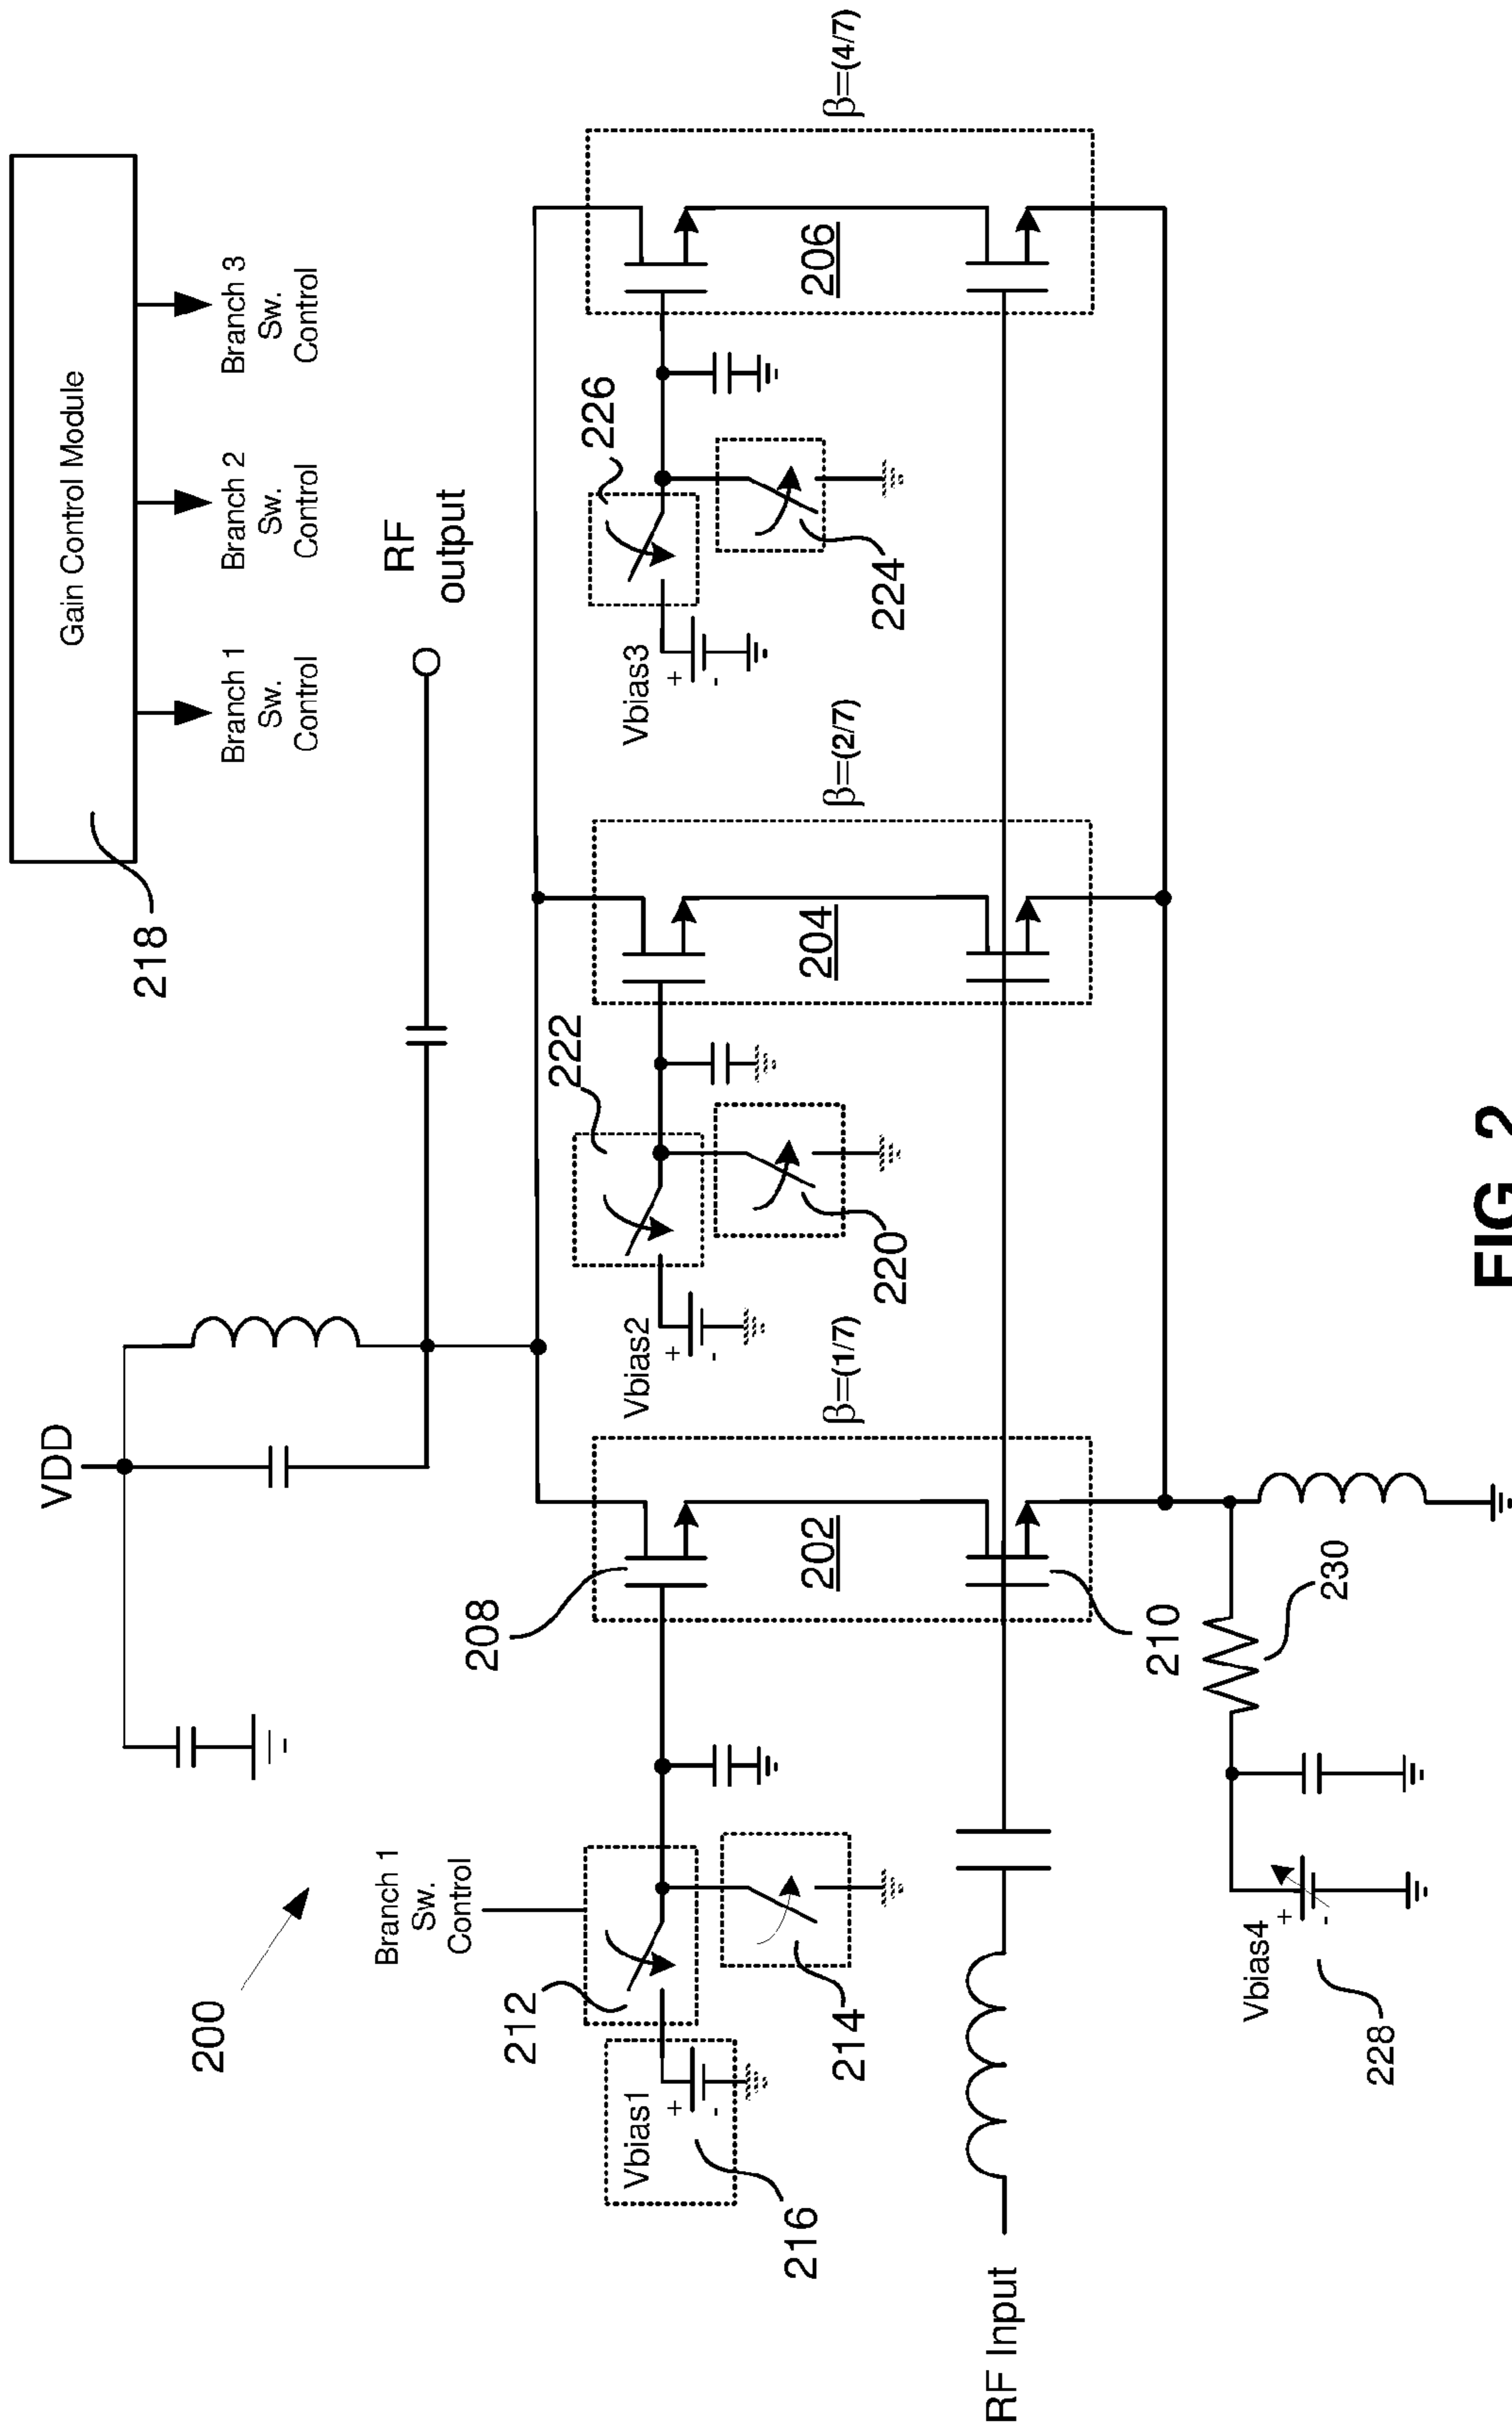 Gain Control Module
218
Branch 1
Sw.
Control
Branch 2
Sw.
Control
Branch 3
Sw.
Control
VDD
RF
output
200
Branch 1
Sw.
Control
212
208
222
226
Vbias1
+
-
216
214
202
β=(1/7)
Vbias2
+
-
220
204
β=(2/7)
Vbias3
+
-
224
206
β=(4/7)
RF Input
210
230
Vbias4
+
-
228
FIG 2